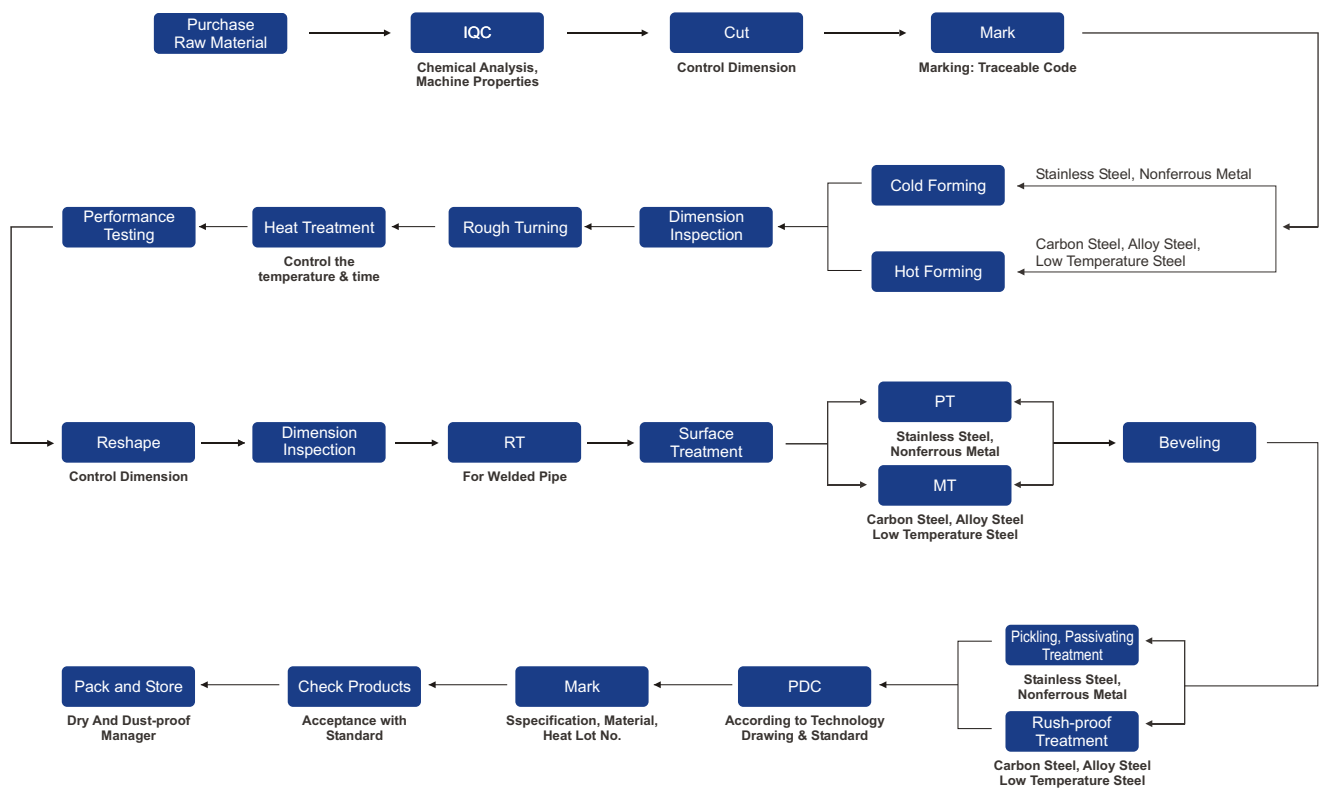 Purchase
Raw Material
IQC
Chemical Analysis,
Machine Properties
Cut
Control Dimension
Mark
Marking: Traceable Code
Stainless Steel, Nonferrous Metal
Cold Forming
Carbon Steel, Alloy Steel,
Low Temperature Steel
Hot Forming
Dimension
Inspection
Rough Turning
Heat Treatment
Control the
temperature & time
Performance
Testing
Reshape
Control Dimension
Dimension
Inspection
RT
For Welded Pipe
Surface
Treatment
PT
Stainless Steel,
Nonferrous Metal
MT
Carbon Steel, Alloy Steel
Low Temperature Steel
Beveling
Pickling, Passivating
Treatment
Stainless Steel,
Nonferrous Metal
Rush-proof
Treatment
Carbon Steel, Alloy Steel
Low Temperature Steel
PDC
According to Technology
Drawing & Standard
Mark
Sspecification, Material,
Heat Lot No.
Check Products
Acceptance with
Standard
Pack and Store
Dry And Dust-proof
Manager